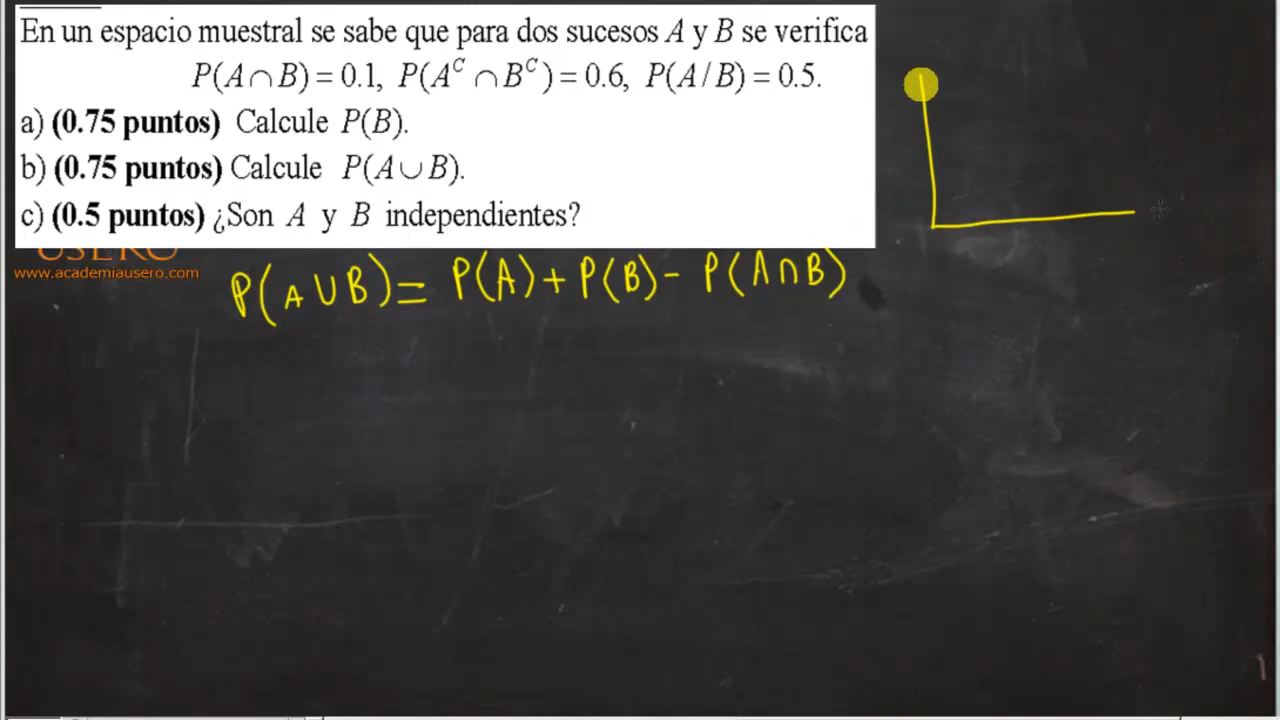 En un espacio muestral se sabe que para dos sucesos A y B se verifica
P(A ∩ B) = 0.1, P(A^C ∩ B^C) = 0.6, P(A / B) = 0.5.
a) (0.75 puntos) Calcule P(B).
b) (0.75 puntos) Calcule P(A ∪ B).
c) (0.5 puntos) ¿Son A y B independientes?
www.academiausero.com
P(A ∪ B) = P(A) + P(B) - P(A ∩ B)